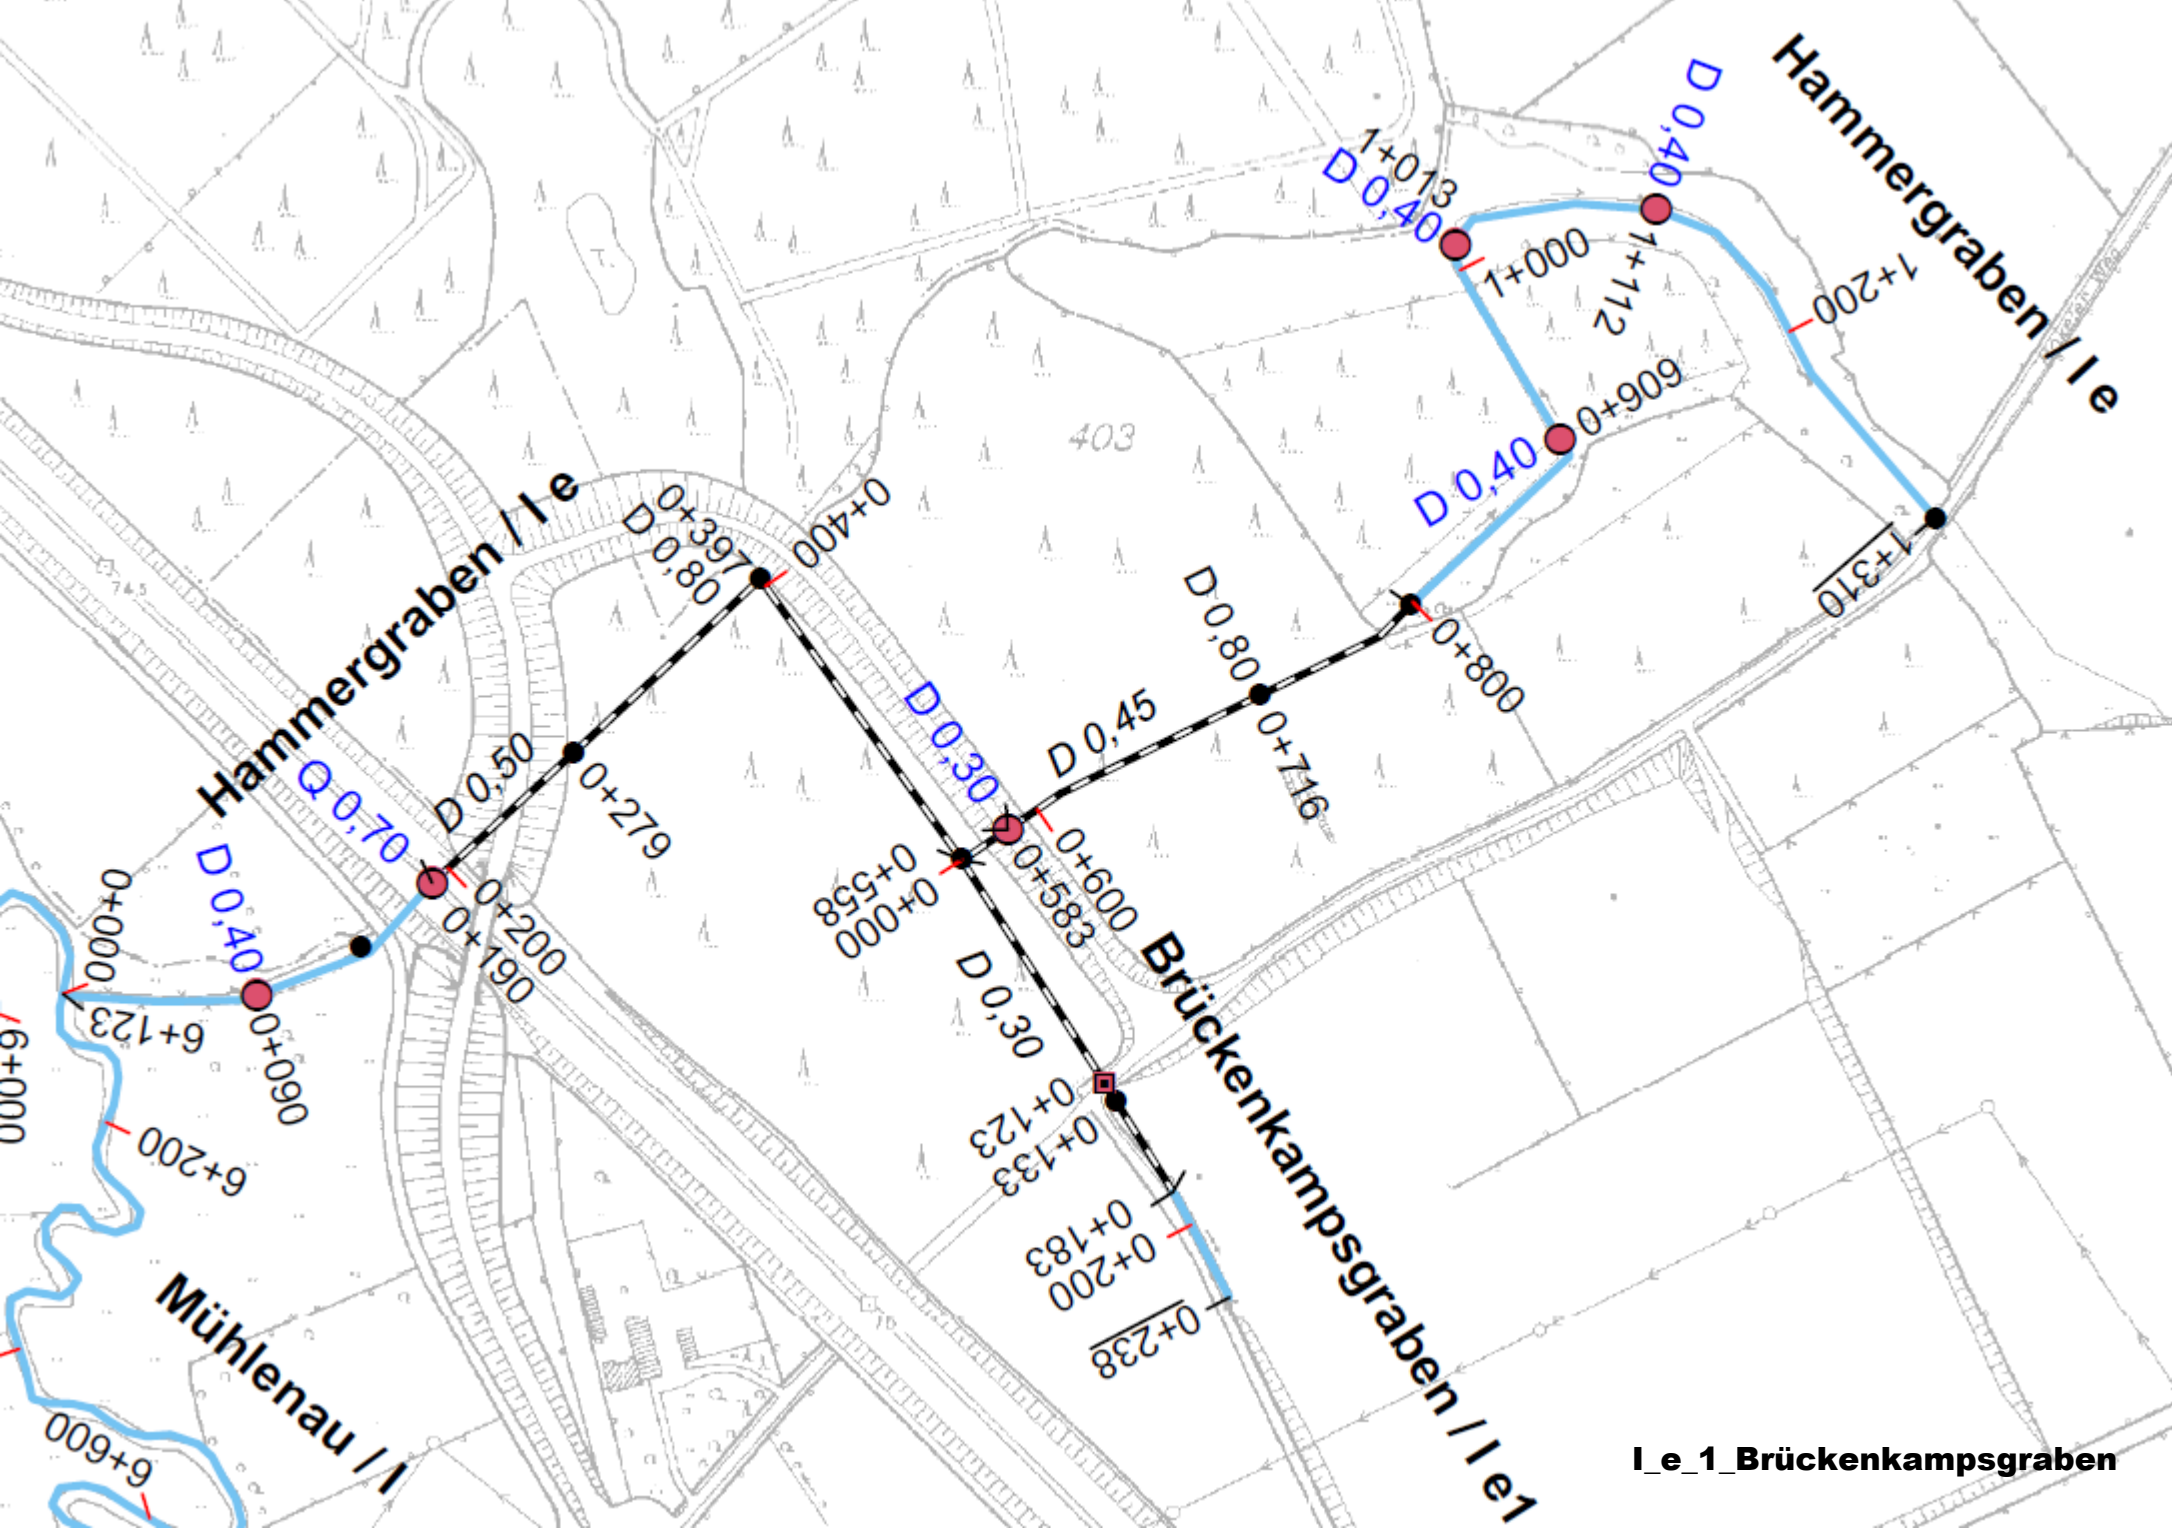 Hammergraben / I e
D 0,40
1+013
D 0,40
1+000
1+112
1+200
0+909
D 0,40
1+310
403
0+800
Hammergraben / I e
0+397
D 0,80
0+400
D 0,80
0+716
D 0,45
D 0,30
0+583
0+600
D 0,50
0+279
Q 0,70
0+200
0+190
D 0,40
0+090
0+000
6+123
6+000
6+200
0+558
0+000
D 0,30
0+123
0+133
0+183
0+200
0+238
Brückenkampsgraben / I e1
Mühlenau / I
6+600
I_e_1_Brückenkampsgraben